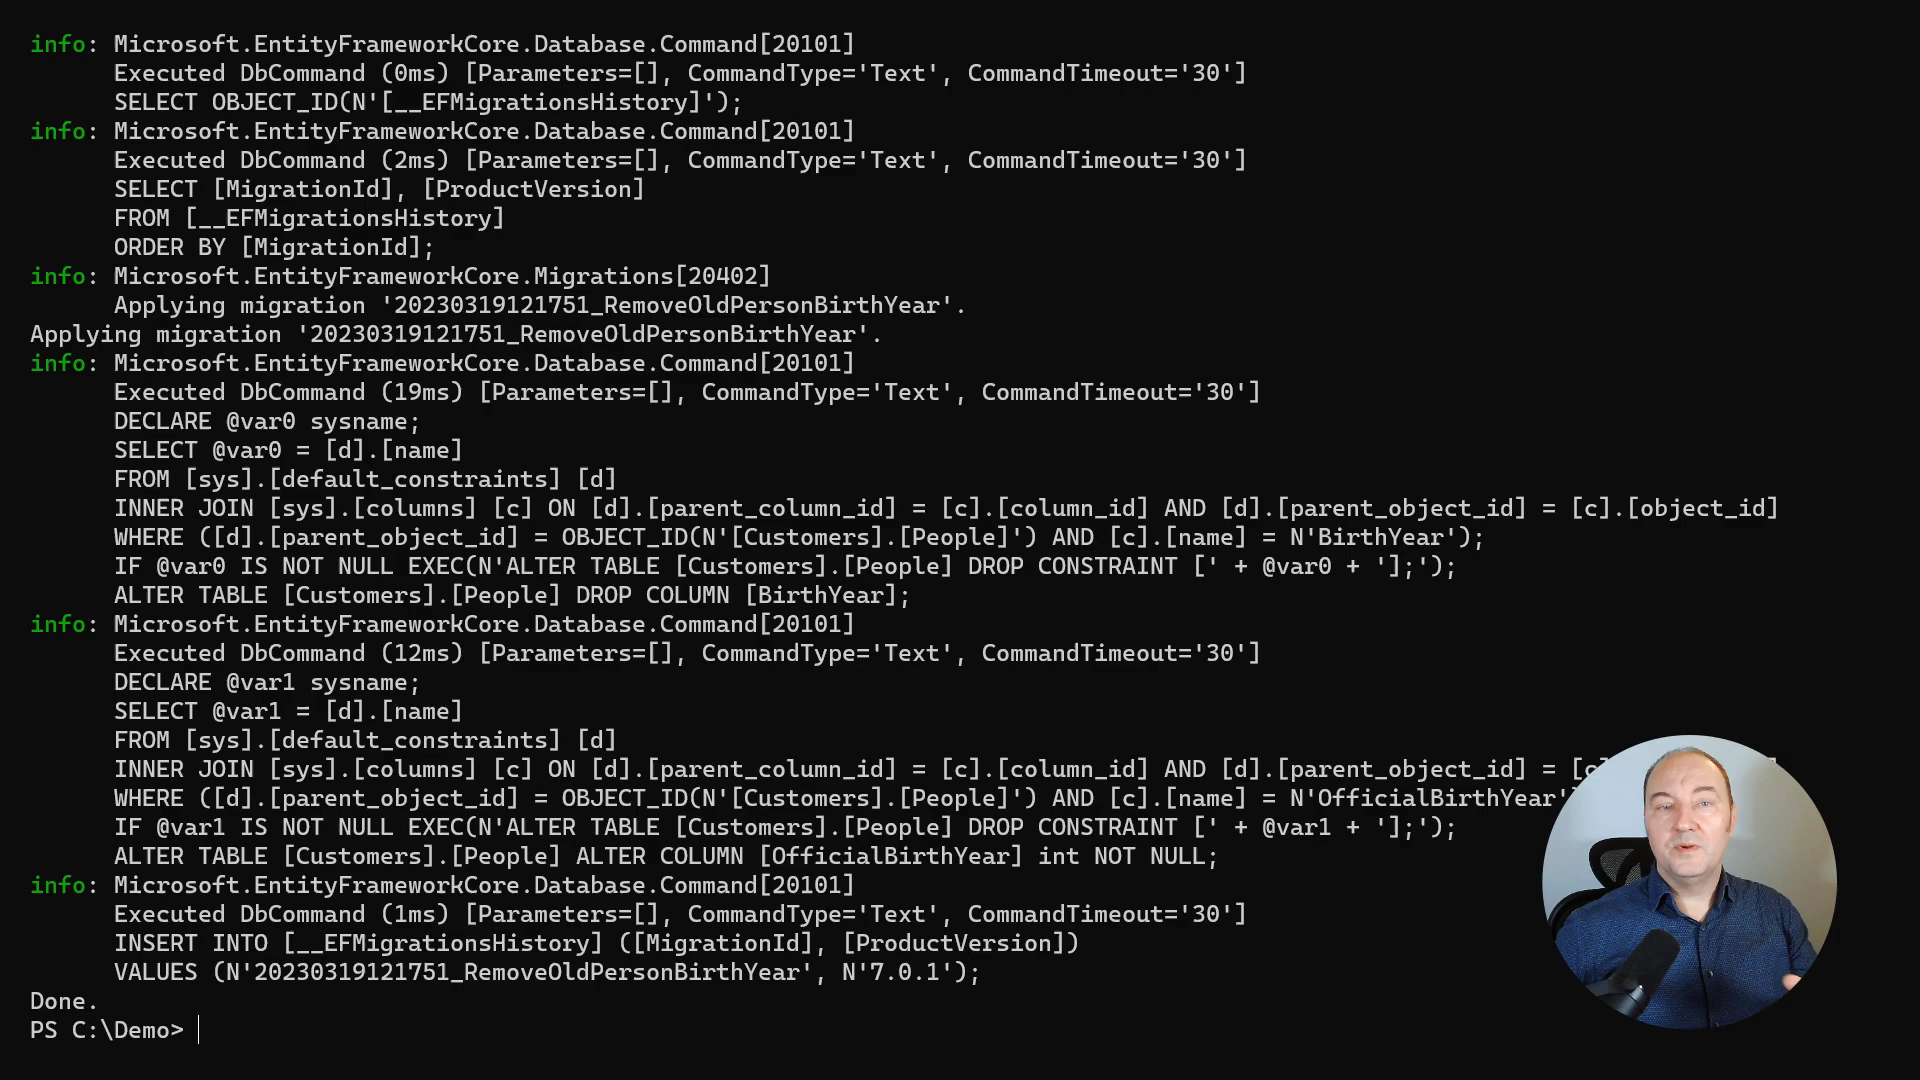 info: Microsoft.EntityFrameworkCore.Database.Command[20101]
Executed DbCommand (0ms) [Parameters=[], CommandType='Text', CommandTimeout='30']
SELECT OBJECT_ID(N'[__EFMigrationsHistory]');
info: Microsoft.EntityFrameworkCore.Database.Command[20101]
Executed DbCommand (2ms) [Parameters=[], CommandType='Text', CommandTimeout='30']
SELECT [MigrationId], [ProductVersion]
FROM [__EFMigrationsHistory]
ORDER BY [MigrationId];
info: Microsoft.EntityFrameworkCore.Migrations[20402]
Applying migration '20230319121751_RemoveOldPersonBirthYear'.
Applying migration '20230319121751_RemoveOldPersonBirthYear'.
info: Microsoft.EntityFrameworkCore.Database.Command[20101]
Executed DbCommand (19ms) [Parameters=[], CommandType='Text', CommandTimeout='30']
DECLARE @var0 sysname;
SELECT @var0 = [d].[name]
FROM [sys].[default_constraints] [d]
INNER JOIN [sys].[columns] [c] ON [d].[parent_column_id] = [c].[column_id] AND [d].[parent_object_id] = [c].[object_id]
WHERE ([d].[parent_object_id] = OBJECT_ID(N'[Customers].[People]') AND [c].[name] = N'BirthYear');
IF @var0 IS NOT NULL EXEC(N'ALTER TABLE [Customers].[People] DROP CONSTRAINT [' + @var0 + '];');
ALTER TABLE [Customers].[People] DROP COLUMN [BirthYear];
info: Microsoft.EntityFrameworkCore.Database.Command[20101]
Executed DbCommand (12ms) [Parameters=[], CommandType='Text', CommandTimeout='30']
DECLARE @var1 sysname;
SELECT @var1 = [d].[name]
FROM [sys].[default_constraints] [d]
INNER JOIN [sys].[columns] [c] ON [d].[parent_column_id] = [c].[column_id] AND [d].[parent_object_id] = [c
WHERE ([d].[parent_object_id] = OBJECT_ID(N'[Customers].[People]') AND [c].[name] = N'OfficialBirthYear'
IF @var1 IS NOT NULL EXEC(N'ALTER TABLE [Customers].[People] DROP CONSTRAINT [' + @var1 + '];');
ALTER TABLE [Customers].[People] ALTER COLUMN [OfficialBirthYear] int NOT NULL;
info: Microsoft.EntityFrameworkCore.Database.Command[20101]
Executed DbCommand (1ms) [Parameters=[], CommandType='Text', CommandTimeout='30']
INSERT INTO [__EFMigrationsHistory] ([MigrationId], [ProductVersion])
VALUES (N'20230319121751_RemoveOldPersonBirthYear', N'7.0.1');
Done.
PS C:\Demo>